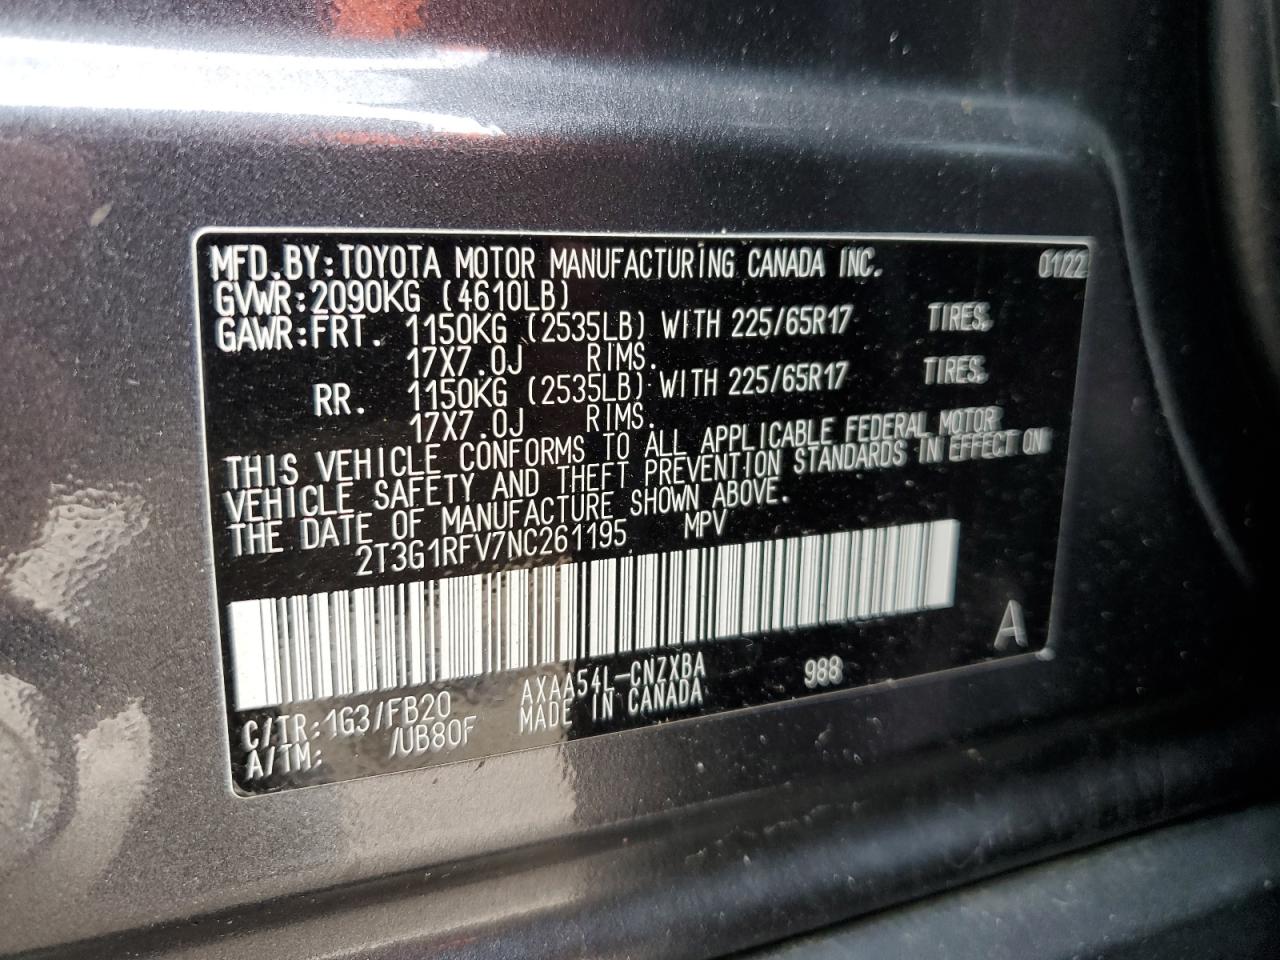 MFD.BY:TOYOTA MOTOR MANUFACTURING CANADA INC. 01/22
GVWR:2090KG (4610LB)
GAWR:FRT. 1150KG (2535LB) WITH 225/65R17 TIRES,
17X7.0J RIMS.
RR. 1150KG (2535LB) WITH 225/65R17 TIRES,
17X7.0J RIMS.
THIS VEHICLE CONFORMS TO ALL APPLICABLE FEDERAL MOTOR
VEHICLE SAFETY AND THEFT PREVENTION STANDARDS IN EFFECT ON
THE DATE OF MANUFACTURE SHOWN ABOVE.
2T3G1RFV7NC261195 MPV
A
C/TR:1G3/FB20 AXAA54L-CNZXBA 988
A/TM: /UB80F MADE IN CANADA